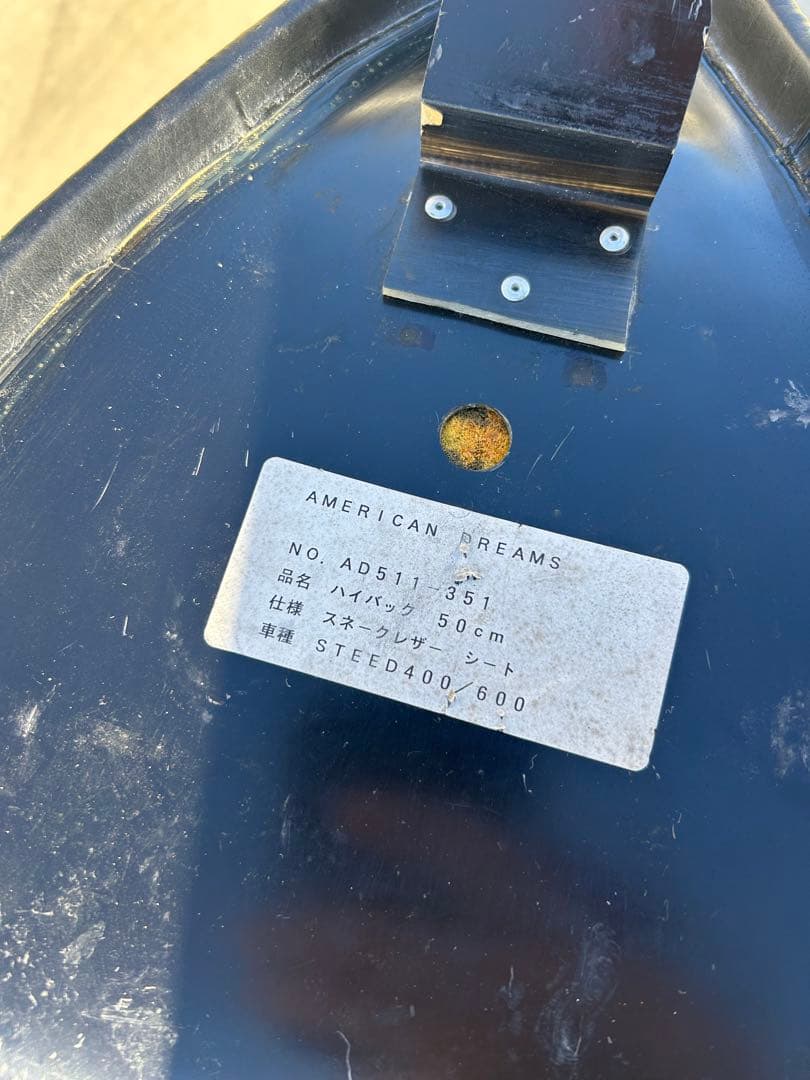 AMERICAN DREAMS
NO. AD511-351
品名 ハイバック 50cm
仕様 スネークレザー シート
車種 STEED400/600